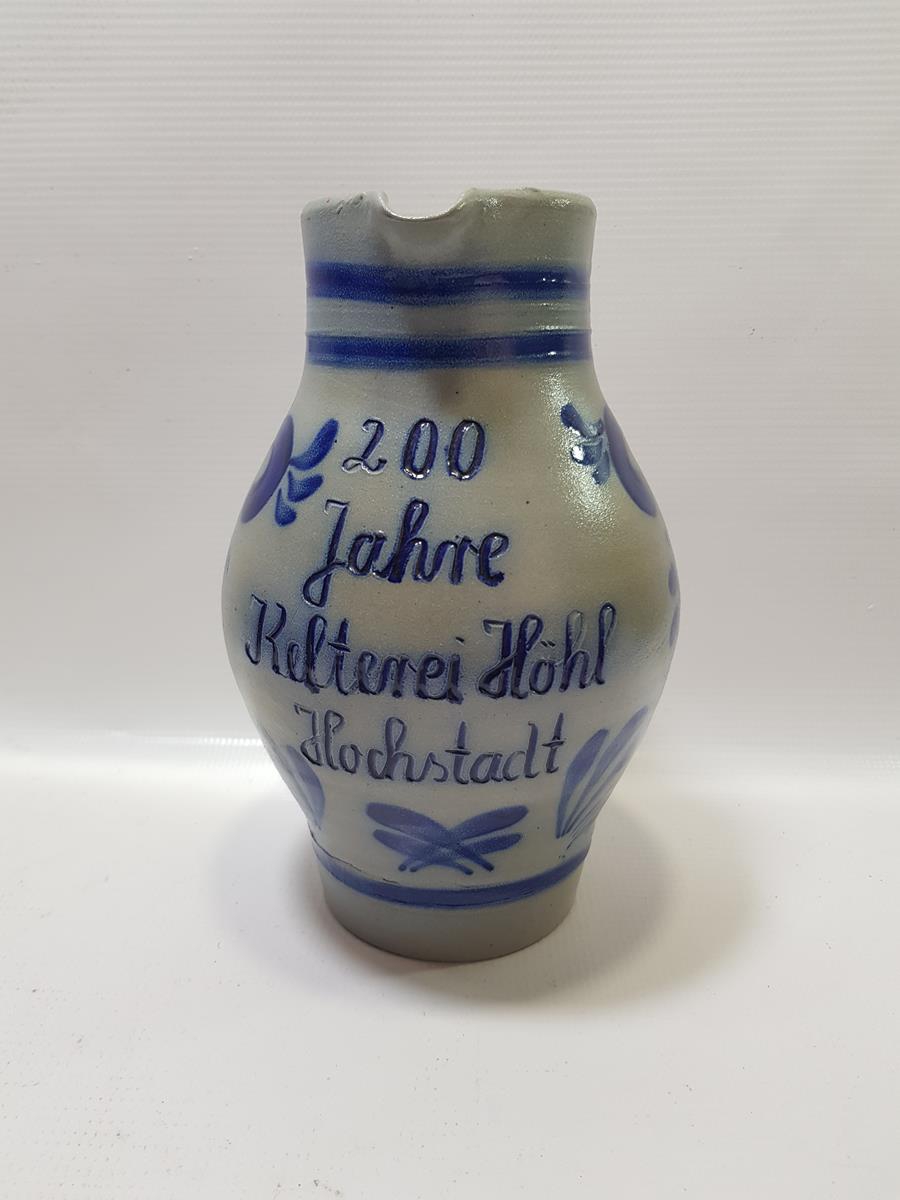 200
Jahre
Kelterei Höhl
Hochstadt